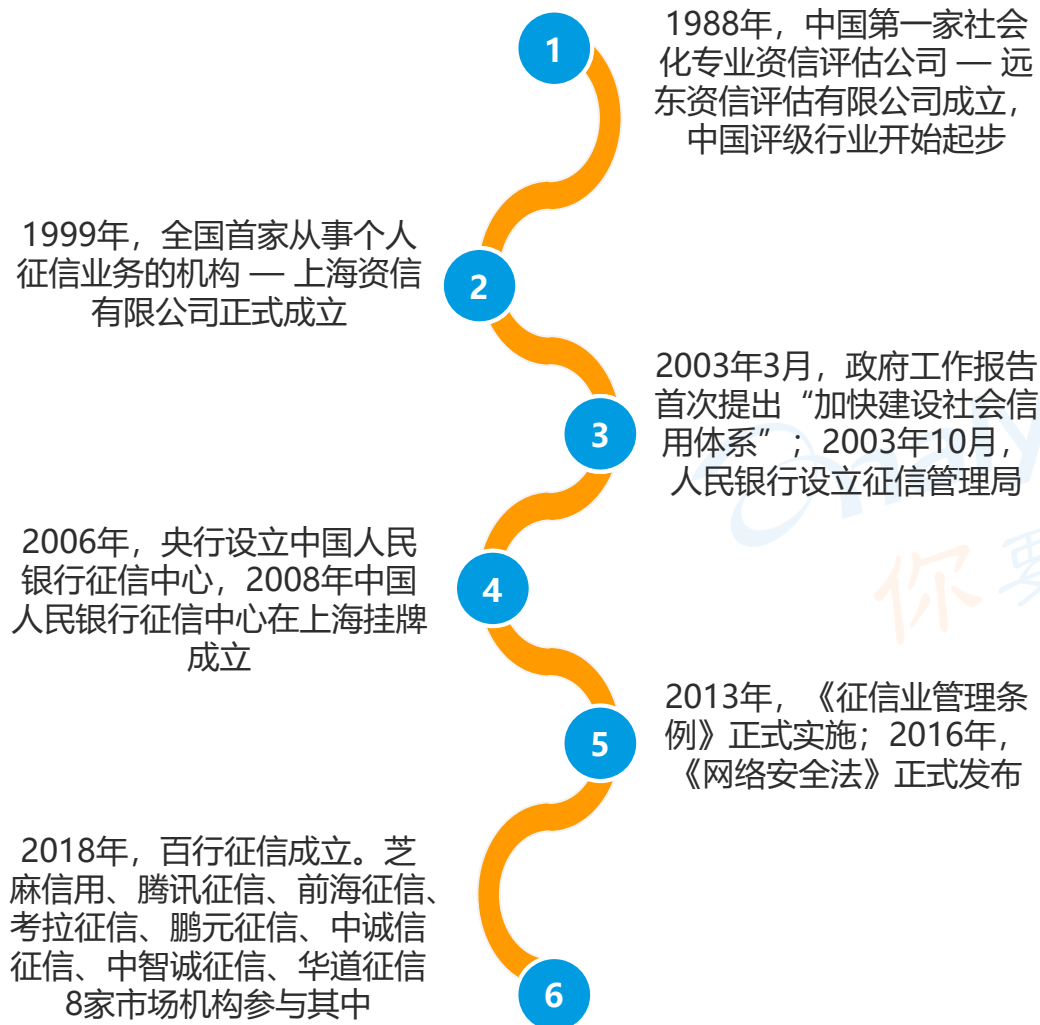 1
1988年，中国第一家社会
化专业资信评估公司 — 远
东资信评估有限公司成立，
中国评级行业开始起步
1999年，全国首家从事个人
征信业务的机构 — 上海资信
有限公司正式成立
2
2003年3月，政府工作报告
首次提出“加快建设社会信
用体系”；2003年10月，
人民银行设立征信管理局
3
2006年，央行设立中国人民
银行征信中心，2008年中国
人民银行征信中心在上海挂牌
成立
4
2013年，《征信业管理条
例》正式实施；2016年，
《网络安全法》正式发布
5
2018年，百行征信成立。芝
麻信用、腾讯征信、前海征信、
考拉征信、鹏元征信、中诚信
征信、中智诚征信、华道征信
8家市场机构参与其中
6
你要